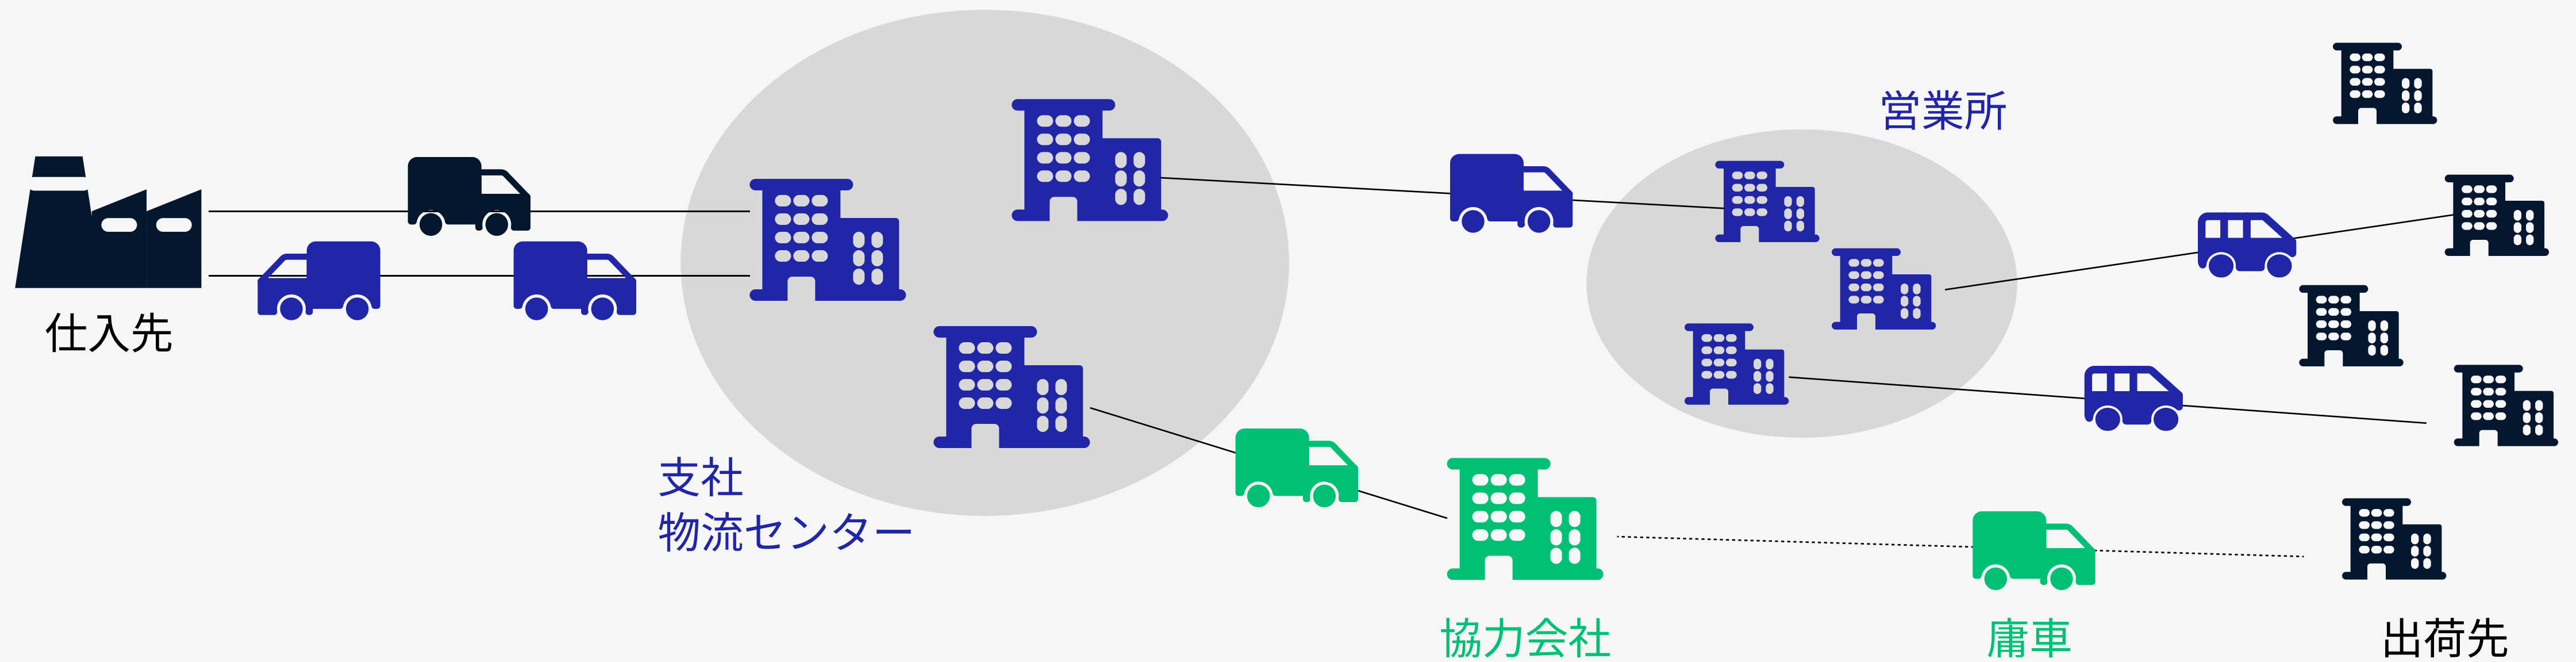 仕入先
支社
物流センター
営業所
協力会社
庸車
出荷先